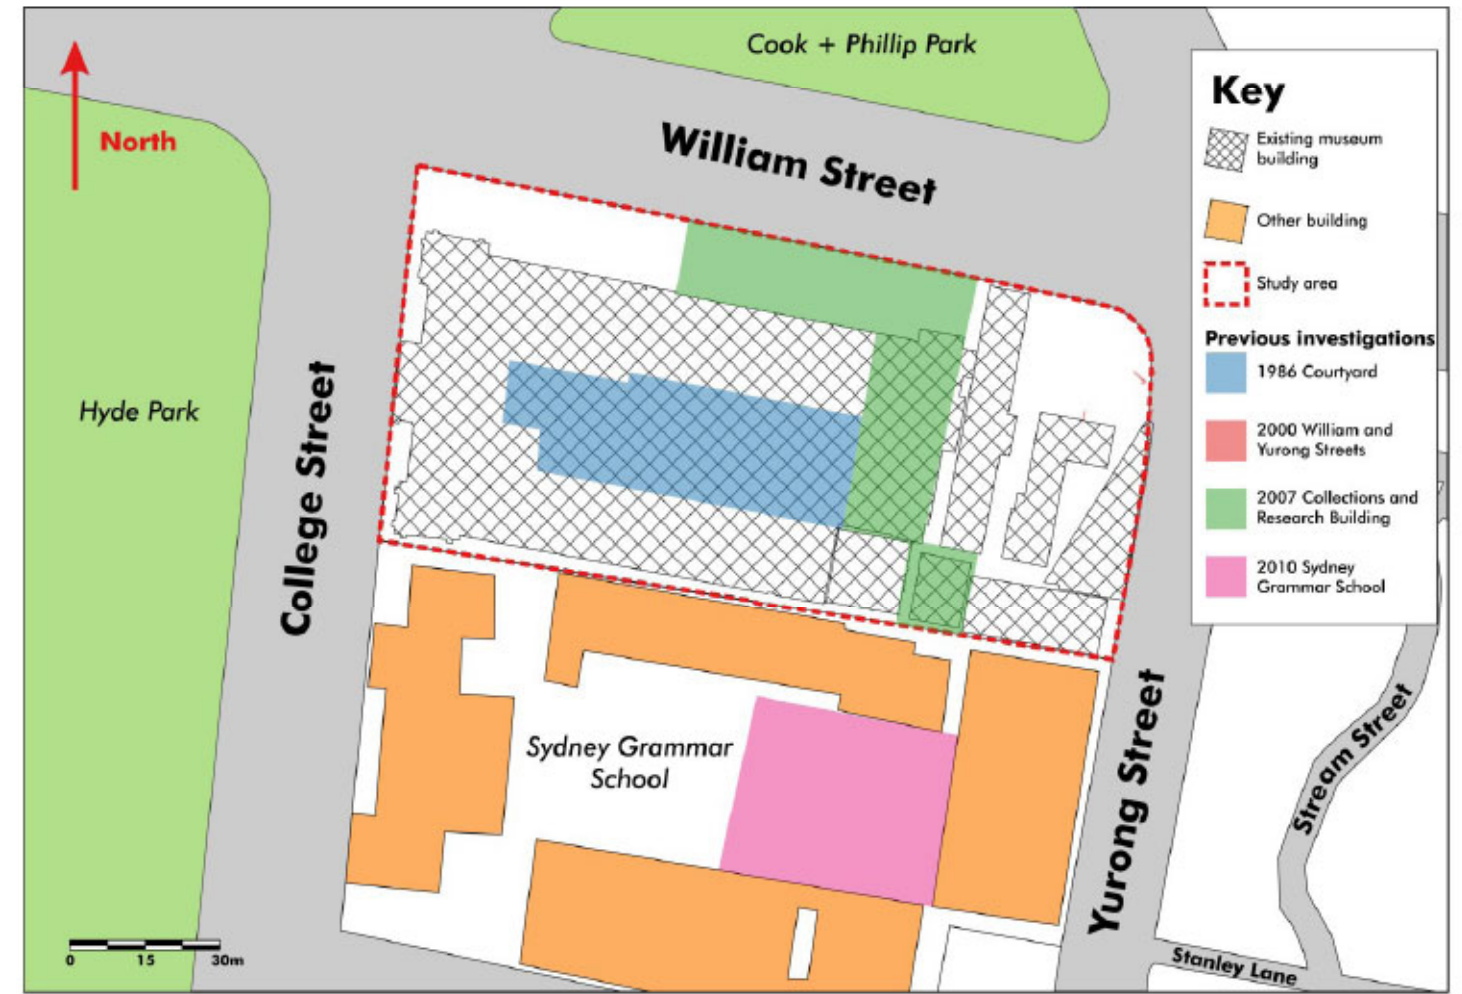 Cook + Phillip Park
North
William Street
Hyde Park
College Street
Sydney Grammar
School
Yurong Street
Stream Street
Stanley Lane
0 15 30m
Key
Existing museum
building
Other building
Study area
Previous investigations
1986 Courtyard
2000 William and
Yurong Streets
2007 Collections and
Research Building
2010 Sydney
Grammar School